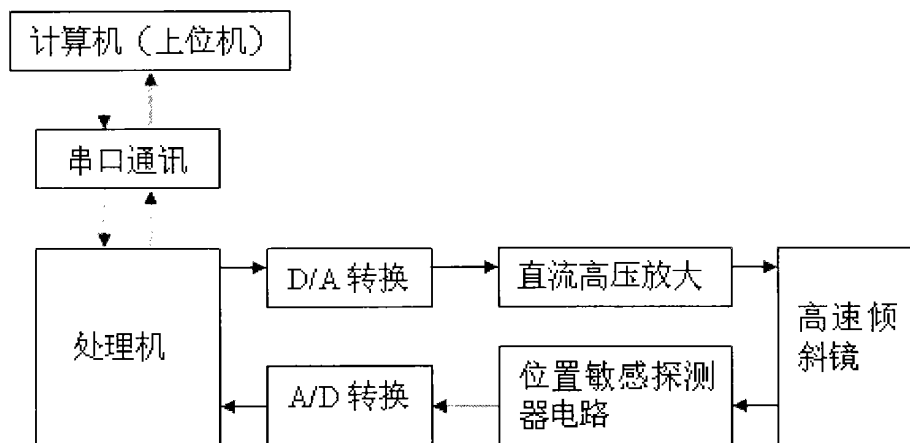 计算机（上位机）
串口通讯
D/A 转换
直流高压放大
处理机
高速倾
斜镜
A/D 转换
位置敏感探测
器电路